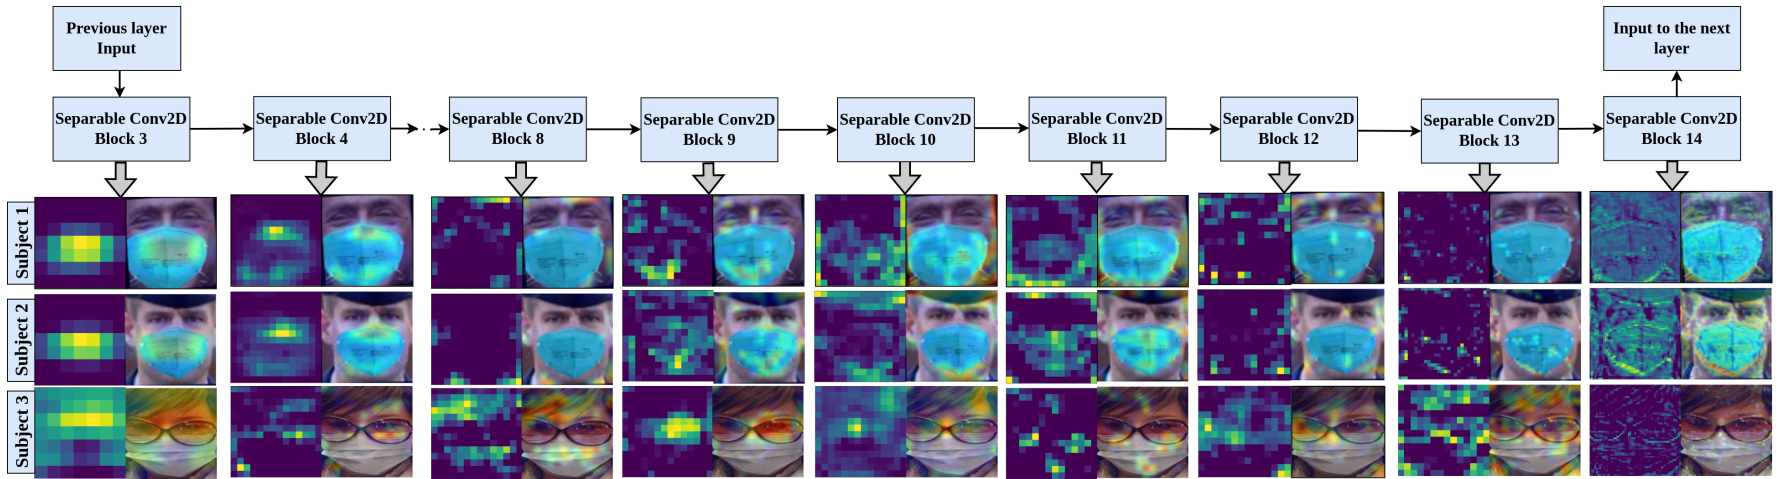 Previous layer
Input
Input to the next
layer
Separable Conv2D
Block 3
Separable Conv2D
Block 4
Separable Conv2D
Block 8
Separable Conv2D
Block 9
Separable Conv2D
Block 10
Separable Conv2D
Block 11
Separable Conv2D
Block 12
Separable Conv2D
Block 13
Separable Conv2D
Block 14
Subject 1
Subject 2
Subject 3